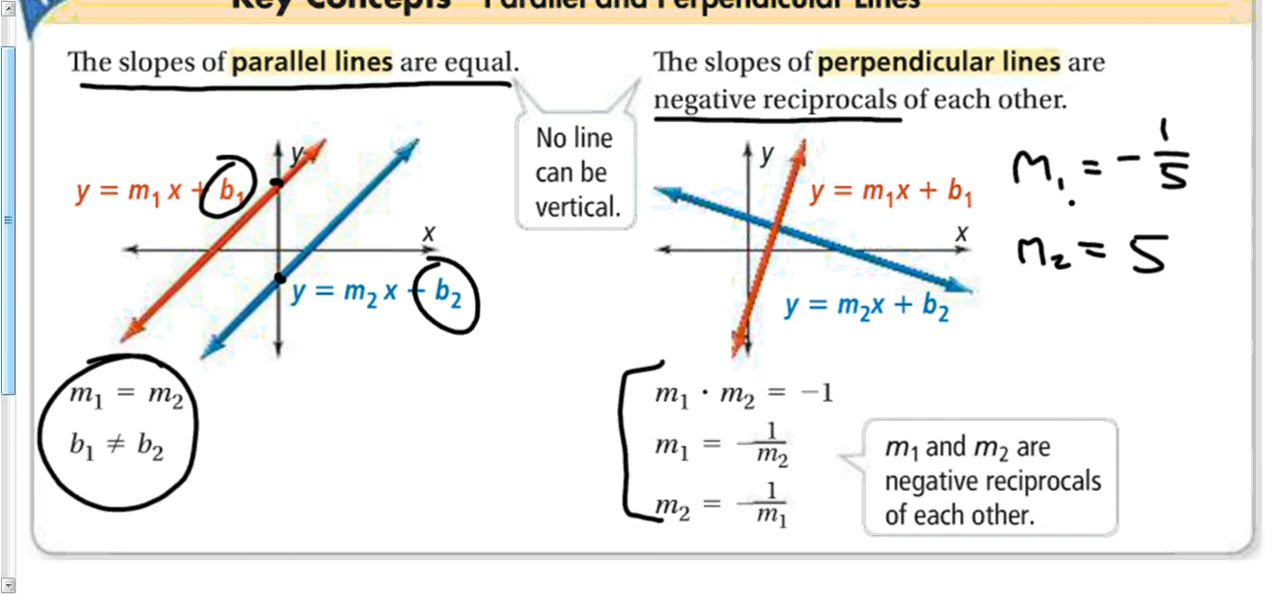 Key Concepts Parallel and Perpendicular Lines
The slopes of parallel lines are equal.
y
y = m₁ x + b₁
x
y = m₂ x + b₂
m₁ = m₂
b₁ ≠ b₂
No line
can be
vertical.
The slopes of perpendicular lines are
negative reciprocals of each other.
y
y = m₁x + b₁
x
y = m₂x + b₂
m₁ · m₂ = −1
m₁ = −1/m₂
m₂ = −1/m₁
m₁ and m₂ are
negative reciprocals
of each other.
m₁ = −1/5
m₂ = 5